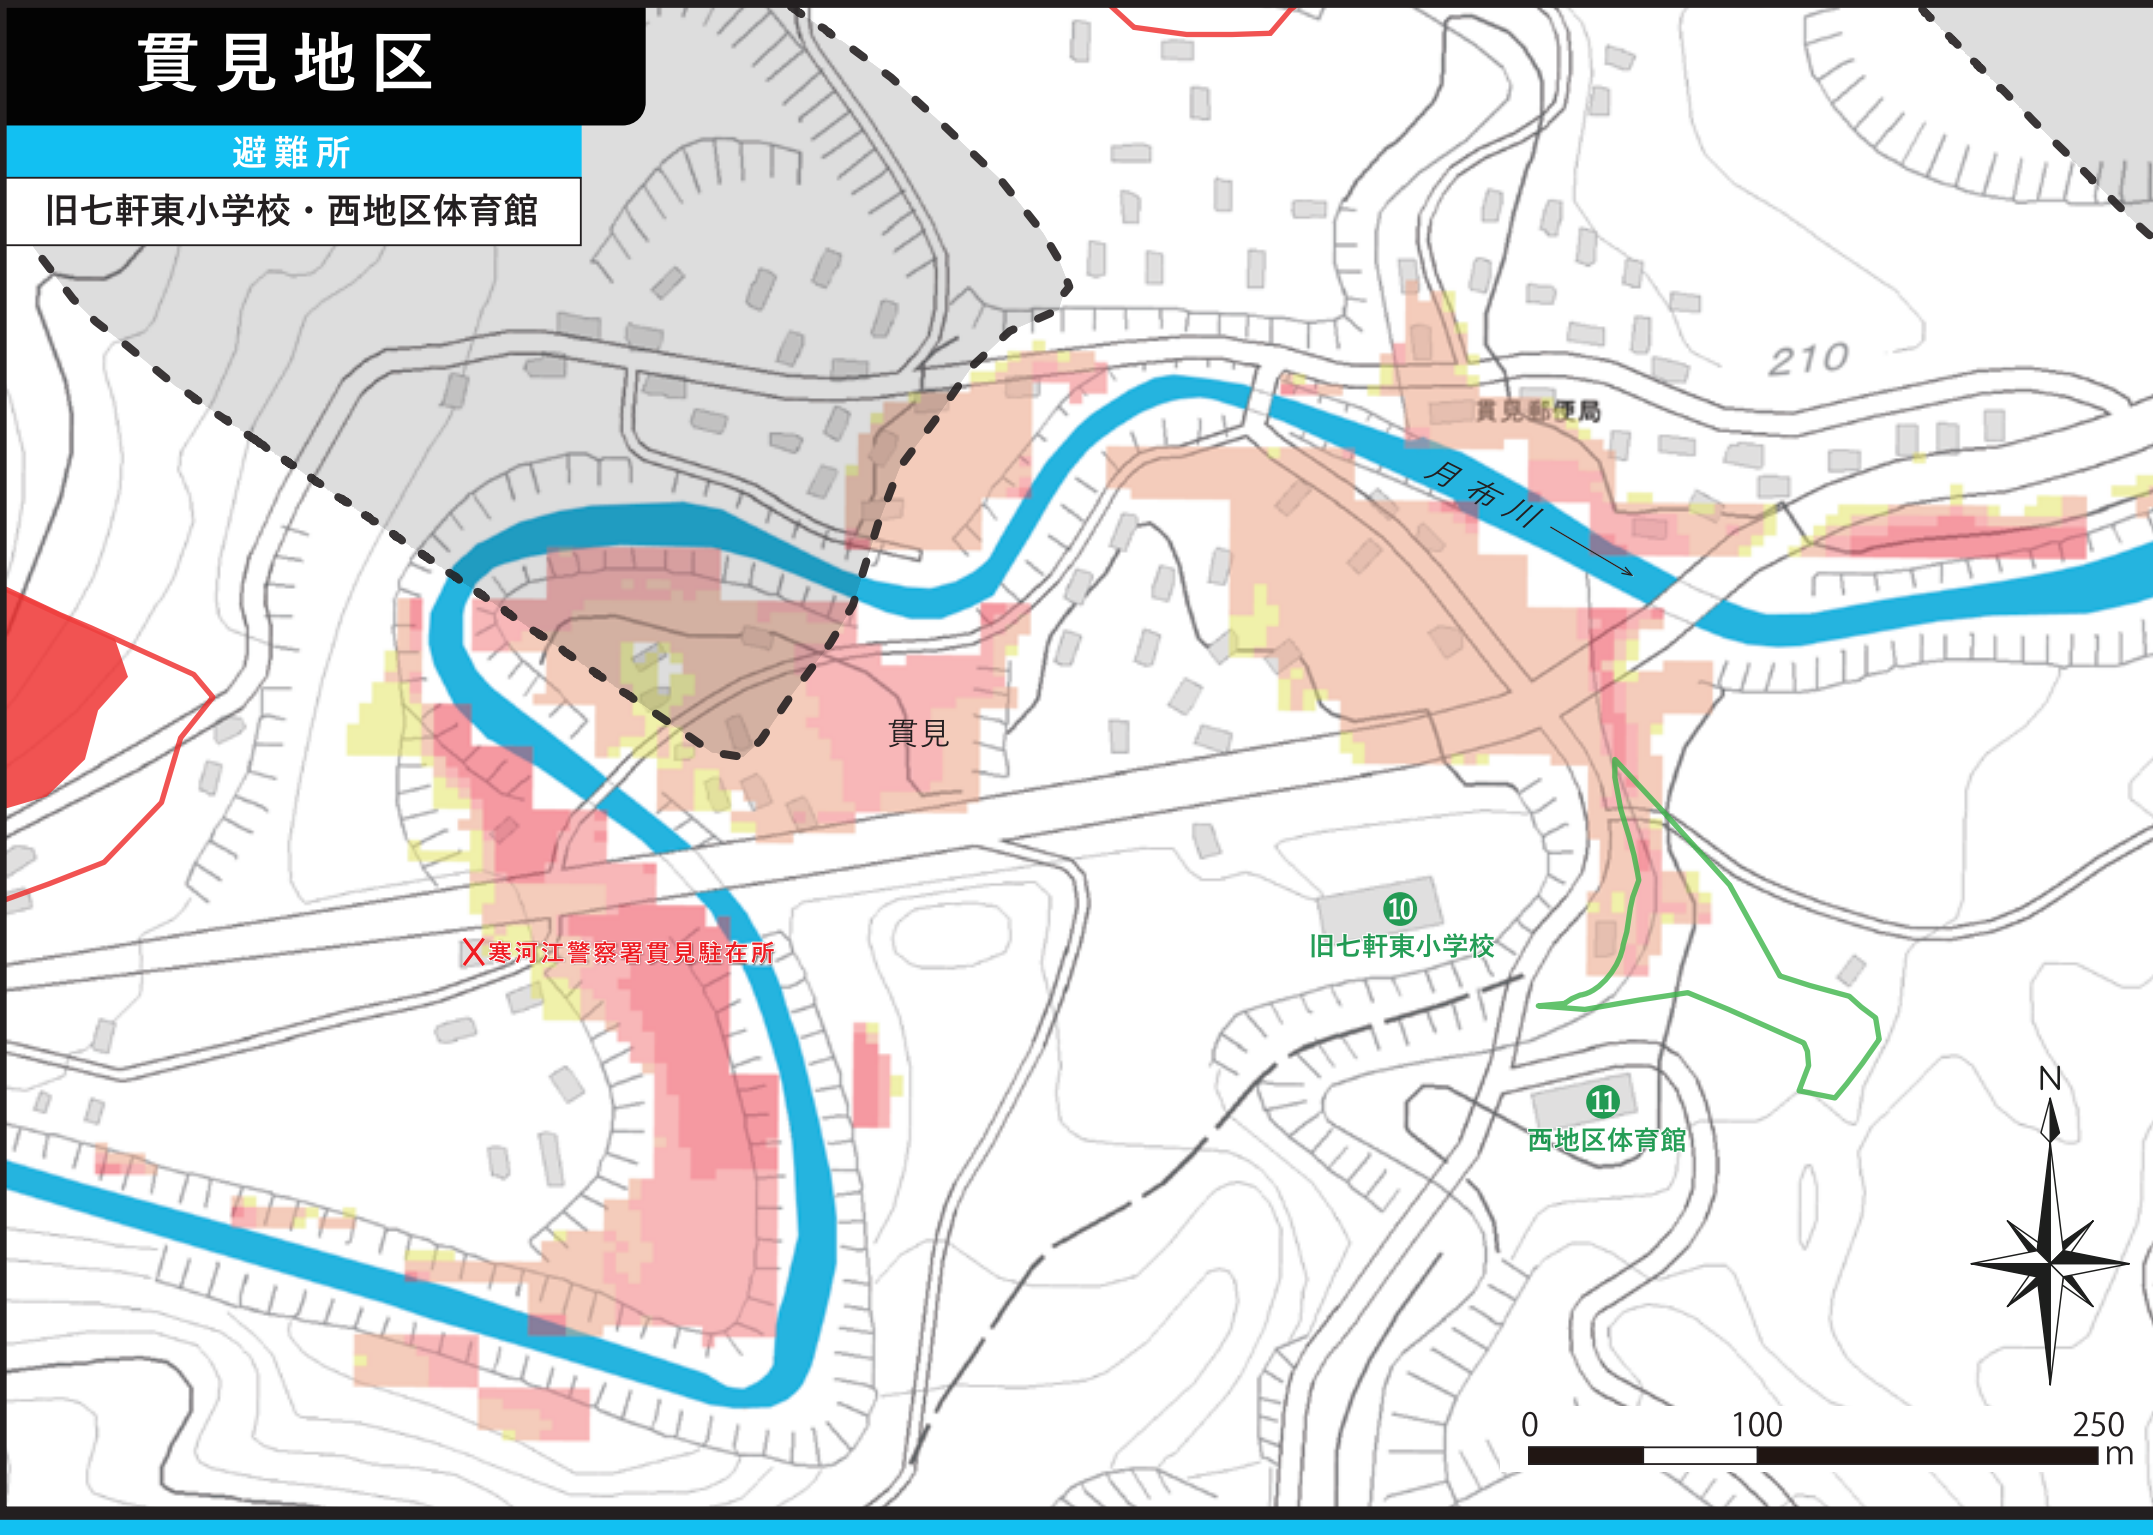 貫見地区
避難所
旧七軒東小学校・西地区体育館
210
貫見郵便局
月布川
貫見
X寒河江警察署貫見駐在所
10
旧七軒東小学校
11
西地区体育館
N
0 100 250
m